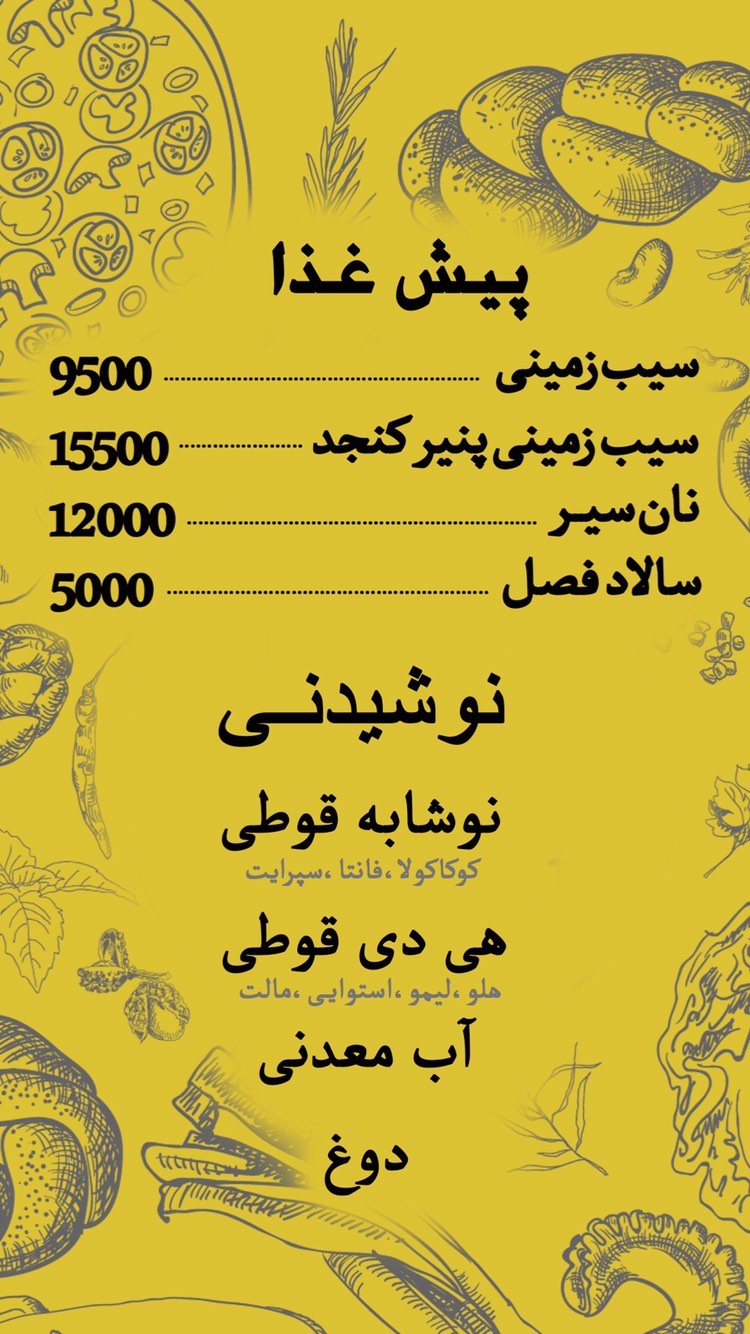 پیش غذا
سیب‌زمینی ........ 9500
سیب زمینی پنیر کنجد ........ 15500
نان سیر ........ 12000
سالاد فصل ........ 5000
نوشیدنی
نوشابه قوطی
کوکاکولا ،فانتا ،سپرایت
هی دی قوطی
هلو ،لیمو ،استوایی ،مالت
آب معدنی
دوغ